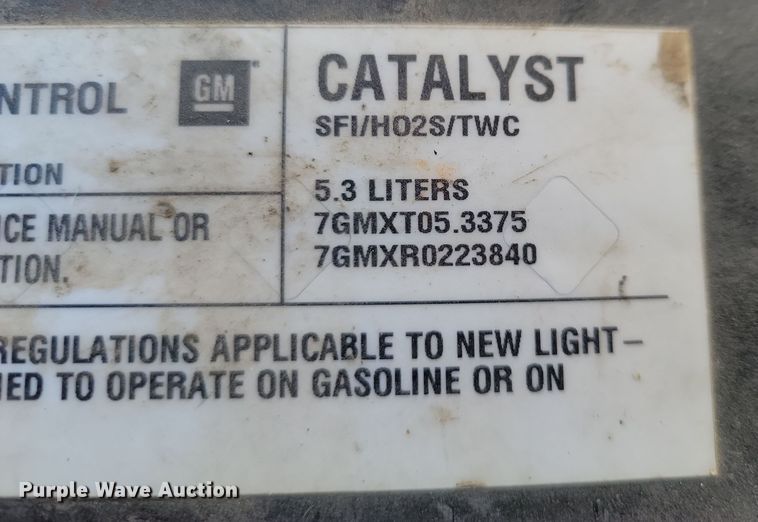 NTROL
GM
CATALYST
SFI/HO2S/TWC
TION
5.3 LITERS
ICE MANUAL OR
7GMXT05.3375
TION.
7GMXR0223840
REGULATIONS APPLICABLE TO NEW LIGHT-
NED TO OPERATE ON GASOLINE OR ON
Purple Wave Auction